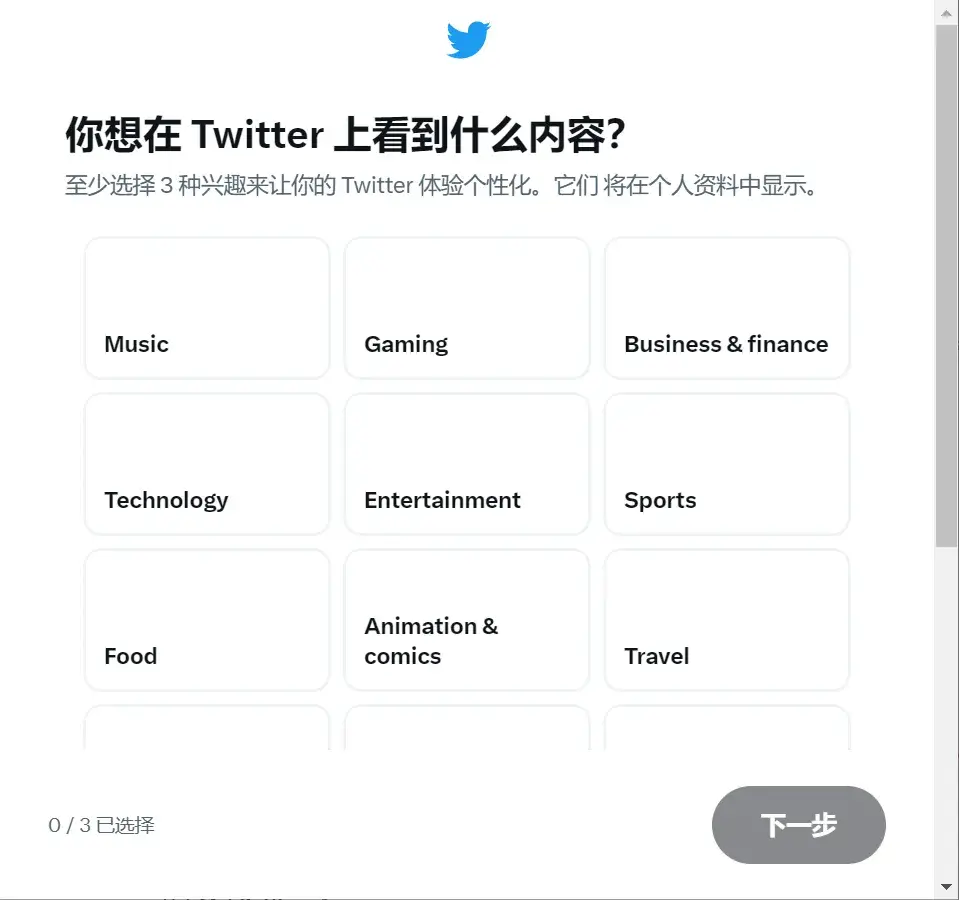 你想在 Twitter 上看到什么内容？
至少选择 3 种兴趣来让你的 Twitter 体验个性化。它们 将在个人资料中显示。
Music
Gaming
Business & finance
Technology
Entertainment
Sports
Food
Animation &
comics
Travel
0 / 3 已选择
下一步